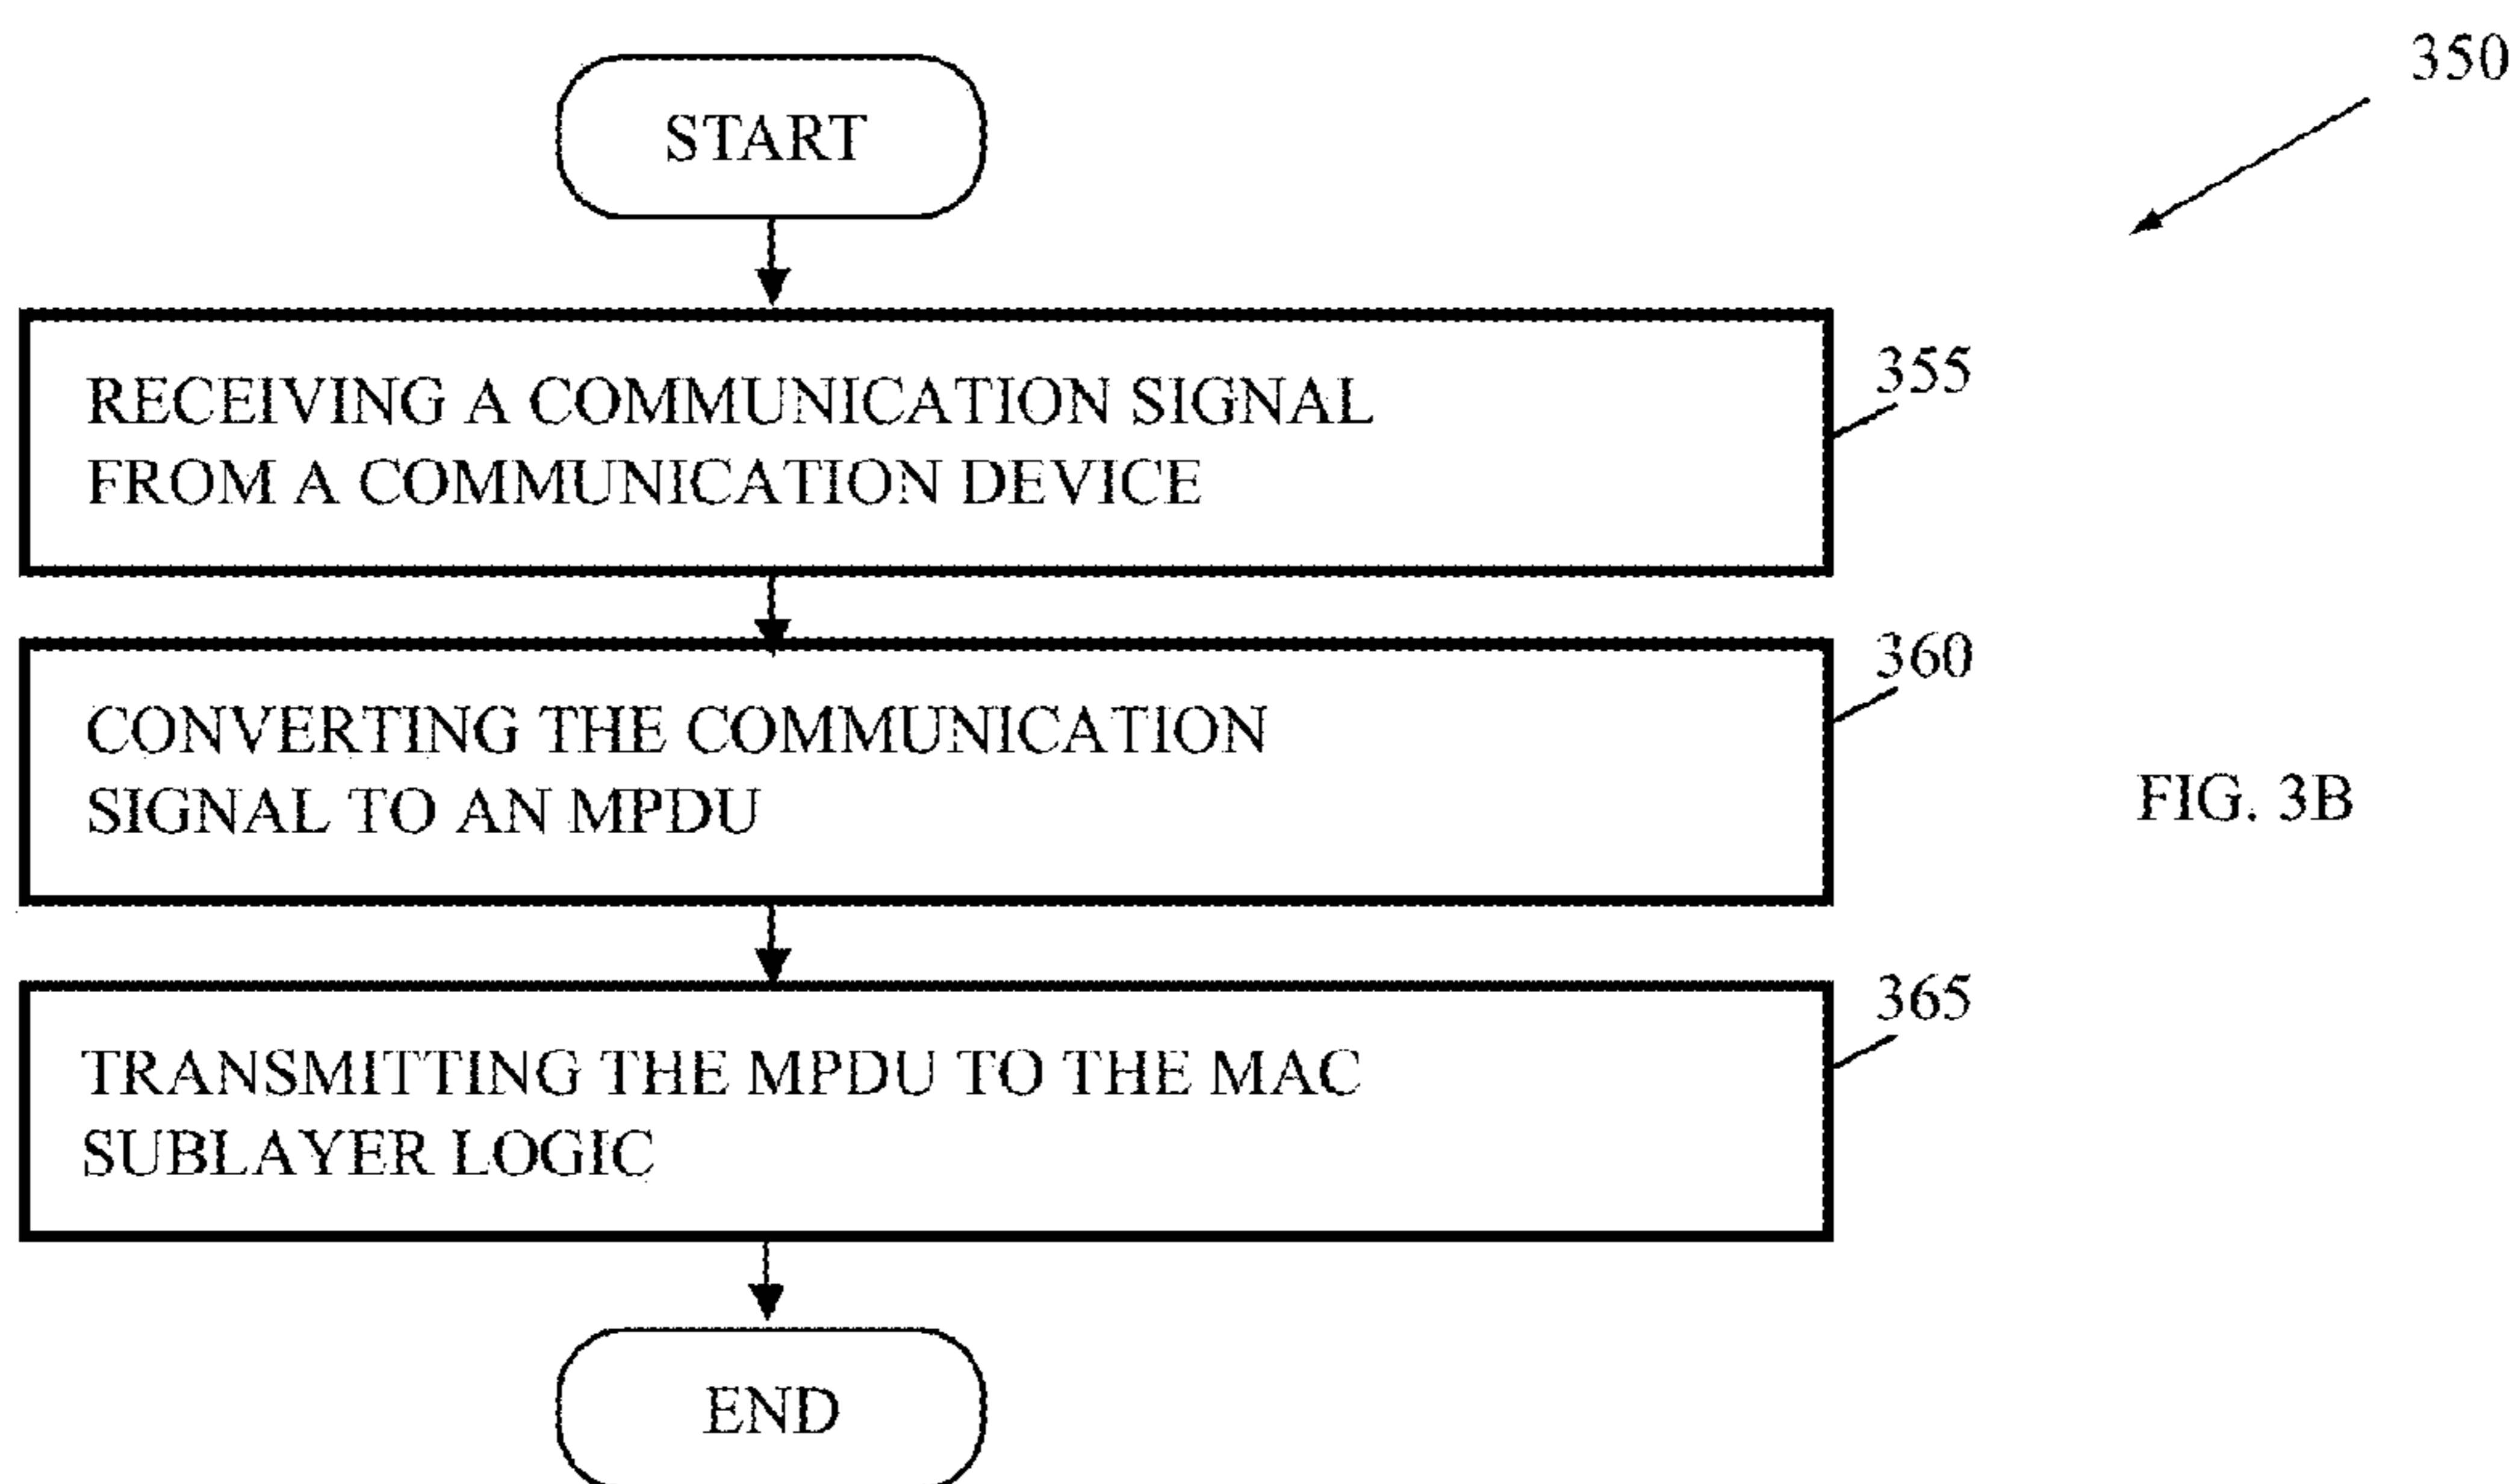 350
START
RECEIVING A COMMUNICATION SIGNAL
FROM A COMMUNICATION DEVICE
355
CONVERTING THE COMMUNICATION
SIGNAL TO AN MPDU
360
FIG. 3B
TRANSMITTING THE MPDU TO THE MAC
SUBLAYER LOGIC
365
END